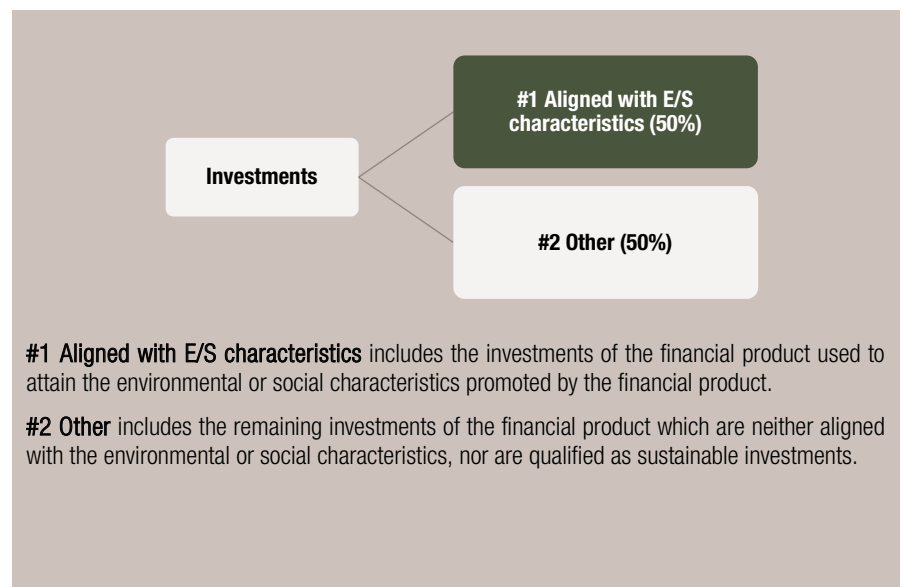 #1 Aligned with E/S
characteristics (50%)
Investments
#2 Other (50%)
#1 Aligned with E/S characteristics includes the investments of the financial product used to
attain the environmental or social characteristics promoted by the financial product.
#2 Other includes the remaining investments of the financial product which are neither aligned
with the environmental or social characteristics, nor are qualified as sustainable investments.